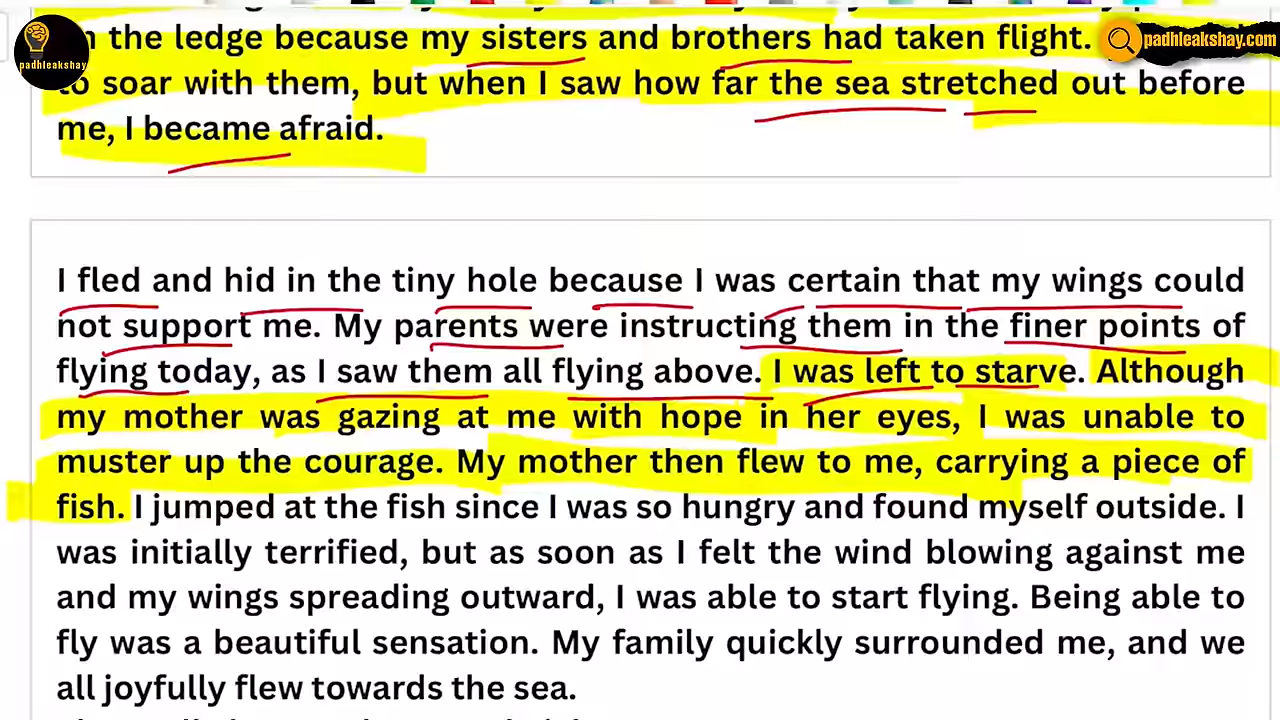 padhleakshay
padhleakshay.com
the ledge because my sisters and brothers had taken flight.
to soar with them, but when I saw how far the sea stretched out before
me, I became afraid.
I fled and hid in the tiny hole because I was certain that my wings could
not support me. My parents were instructing them in the finer points of
flying today, as I saw them all flying above. I was left to starve. Although
my mother was gazing at me with hope in her eyes, I was unable to
muster up the courage. My mother then flew to me, carrying a piece of
fish. I jumped at the fish since I was so hungry and found myself outside. I
was initially terrified, but as soon as I felt the wind blowing against me
and my wings spreading outward, I was able to start flying. Being able to
fly was a beautiful sensation. My family quickly surrounded me, and we
all joyfully flew towards the sea.